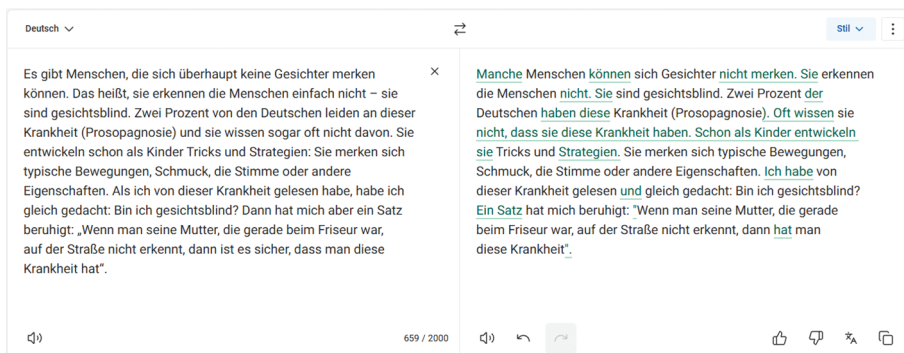 Deutsch
Stil
Es gibt Menschen, die sich überhaupt keine Gesichter merken
können. Das heißt, sie erkennen die Menschen einfach nicht – sie
sind gesichtsblind. Zwei Prozent von den Deutschen leiden an dieser
Krankheit (Prosopagnosie) und sie wissen sogar oft nicht davon. Sie
entwickeln schon als Kinder Tricks und Strategien: Sie merken sich
typische Bewegungen, Schmuck, die Stimme oder andere
Eigenschaften. Als ich von dieser Krankheit gelesen habe, habe ich
gleich gedacht: Bin ich gesichtsblind? Dann hat mich aber ein Satz
beruhigt: „Wenn man seine Mutter, die gerade beim Friseur war,
auf der Straße nicht erkennt, dann ist es sicher, dass man diese
Krankheit hat“.
659 / 2000
Manche Menschen können sich Gesichter nicht merken. Sie erkennen
die Menschen nicht. Sie sind gesichtsblind. Zwei Prozent der
Deutschen haben diese Krankheit (Prosopagnosie). Oft wissen sie
nicht, dass sie diese Krankheit haben. Schon als Kinder entwickeln
sie Tricks und Strategien. Sie merken sich typische Bewegungen,
Schmuck, die Stimme oder andere Eigenschaften. Ich habe von
dieser Krankheit gelesen und gleich gedacht: Bin ich gesichtsblind?
Ein Satz hat mich beruhigt: "Wenn man seine Mutter, die gerade
beim Friseur war, auf der Straße nicht erkennt, dann hat man
diese Krankheit".